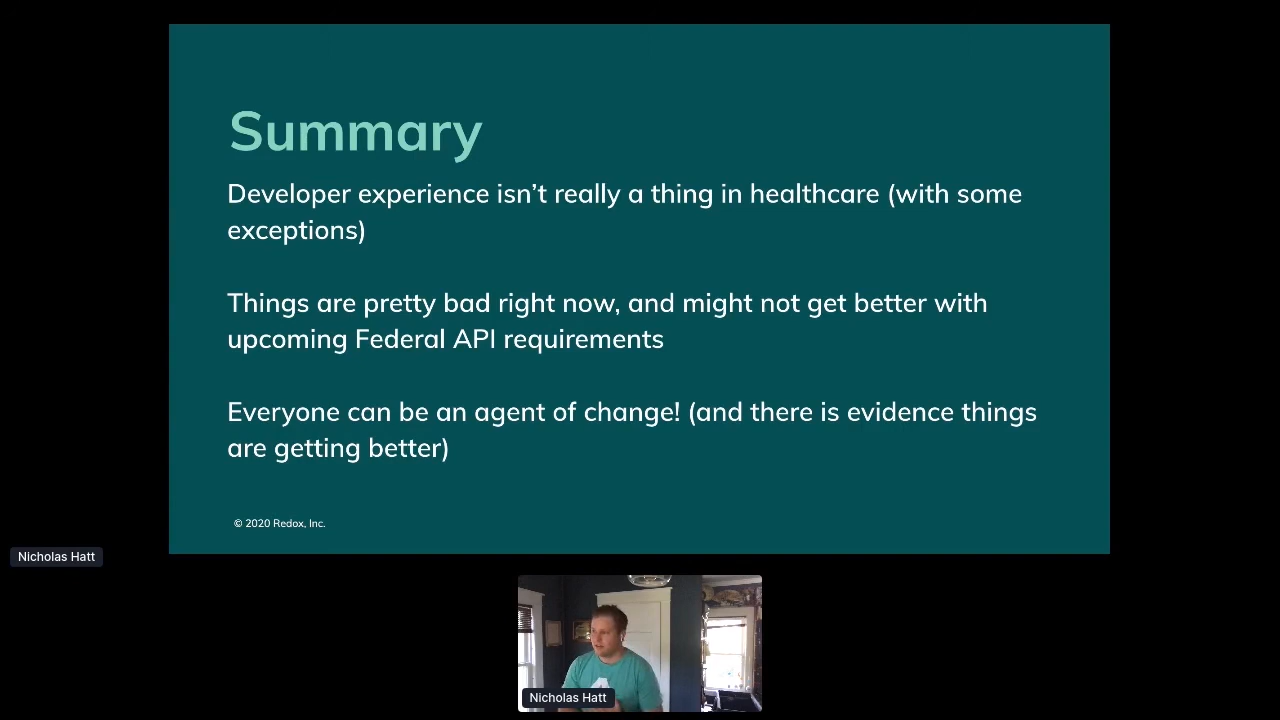 Summary
Developer experience isn’t really a thing in healthcare (with some
exceptions)
Things are pretty bad right now, and might not get better with
upcoming Federal API requirements
Everyone can be an agent of change! (and there is evidence things
are getting better)
© 2020 Redox, Inc.
Nicholas Hatt
Nicholas Hatt